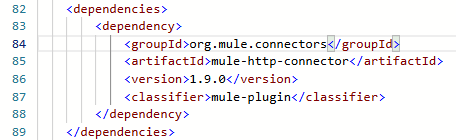 82 <dependencies>
83 <dependency>
84 <groupId>org.mule.connectors</groupId>
85 <artifactId>mule-http-connector</artifactId>
86 <version>1.9.0</version>
87 <classifier>mule-plugin</classifier>
88 </dependency>
89 </dependencies>